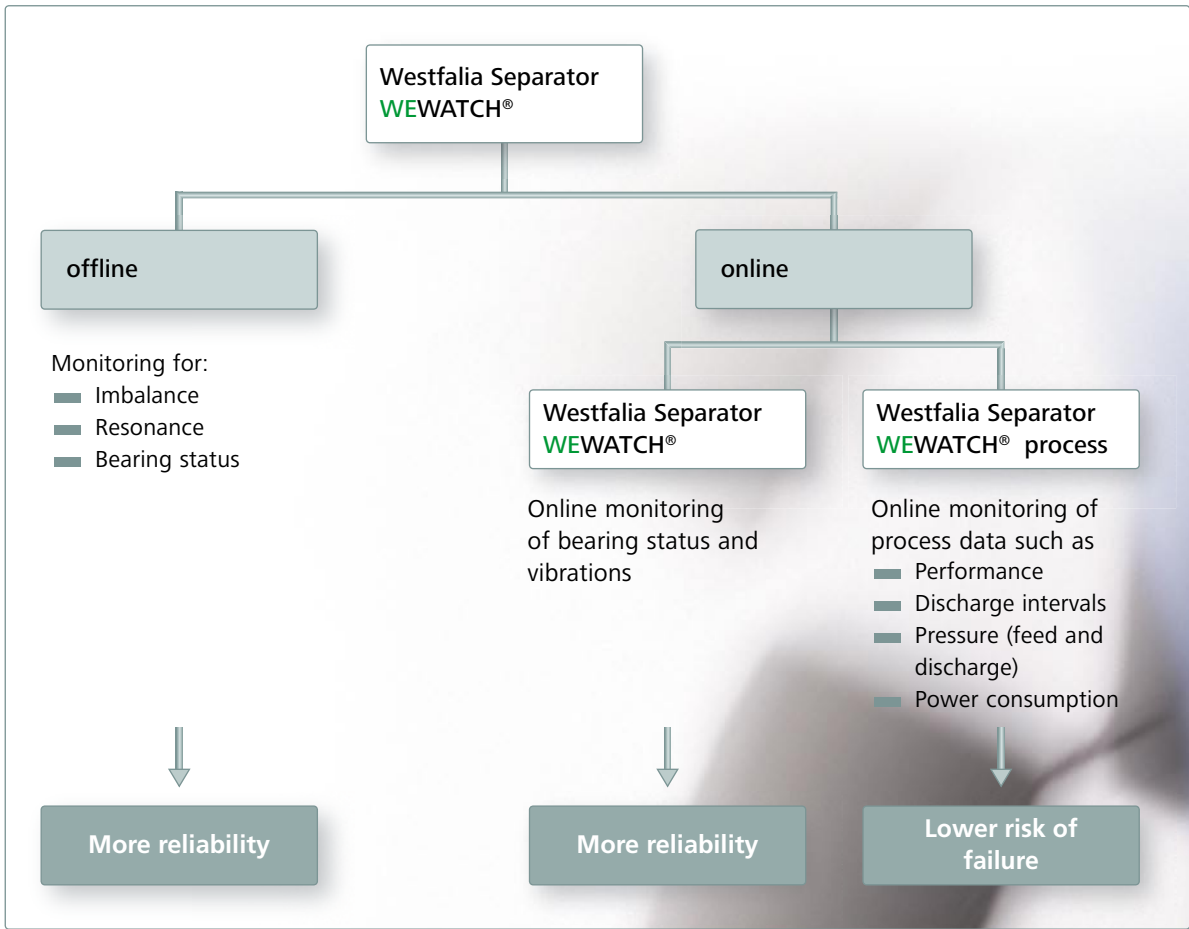 Westfalia Separator
WEWATCH®
offline
Monitoring for:
Imbalance
Resonance
Bearing status
More reliability
online
Westfalia Separator
WEWATCH®
Online monitoring
of bearing status and
vibrations
More reliability
Westfalia Separator
WEWATCH® process
Online monitoring of
process data such as
Performance
Discharge intervals
Pressure (feed and
discharge)
Power consumption
Lower risk of
failure